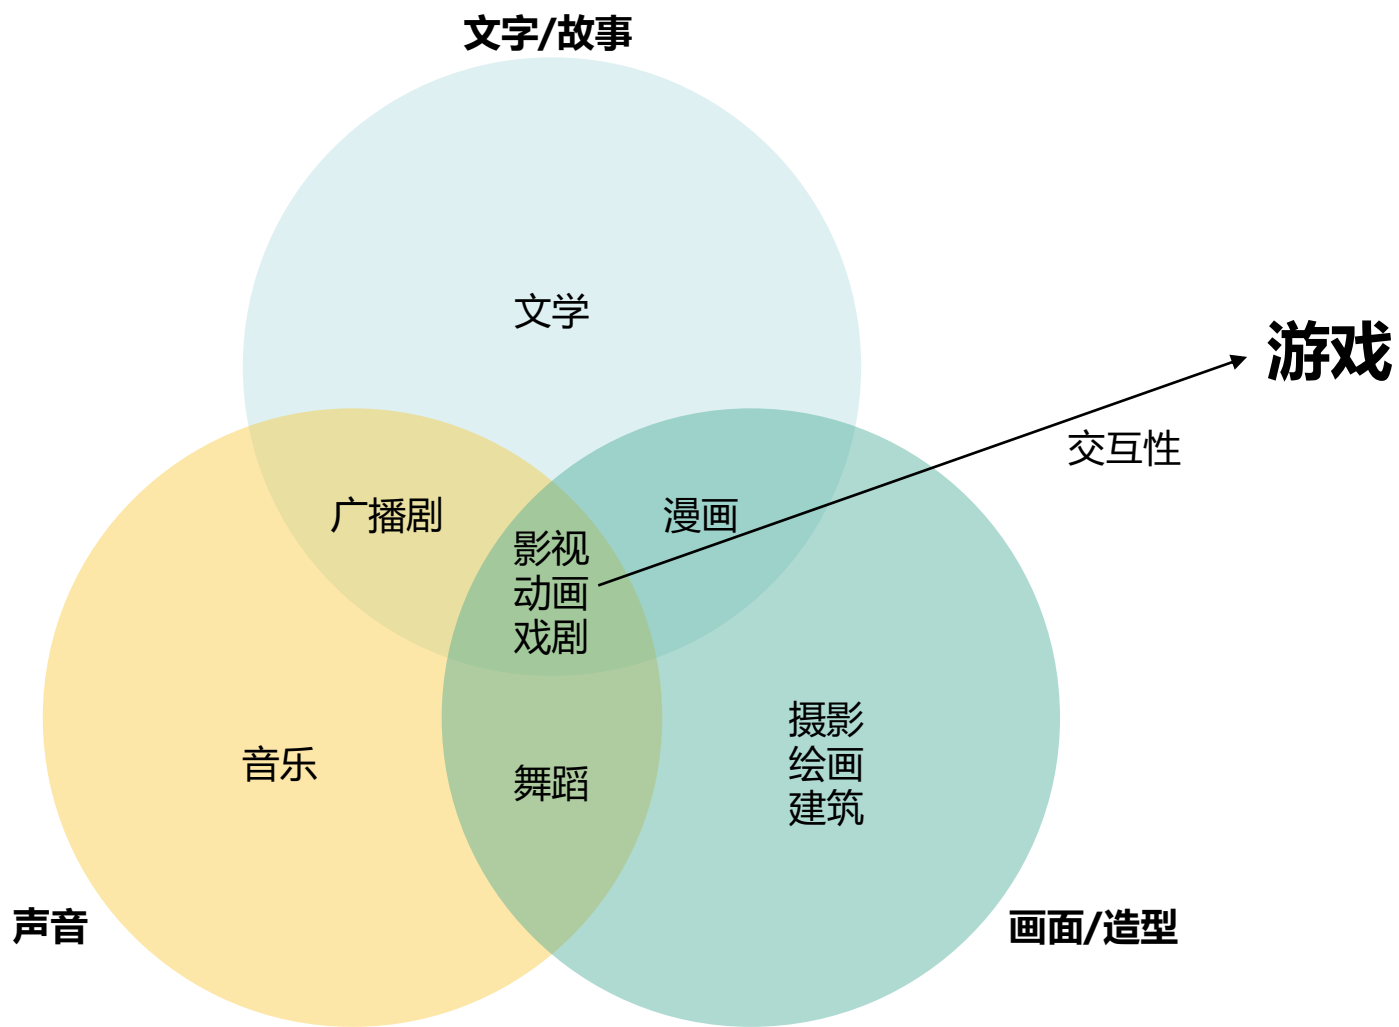 文字/故事
文学
游戏
交互性
广播剧
漫画
影视
动画
戏剧
音乐
舞蹈
摄影
绘画
建筑
声音
画面/造型